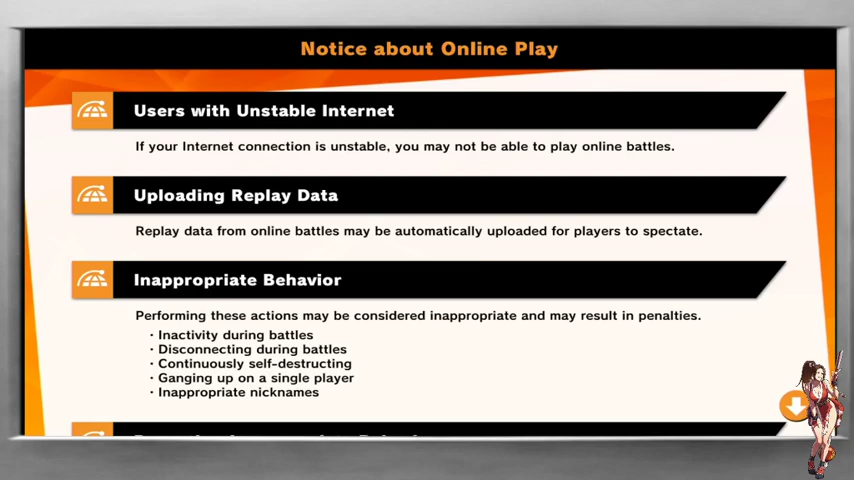 Notice about Online Play
Users with Unstable Internet
If your Internet connection is unstable, you may not be able to play online battles.
Uploading Replay Data
Replay data from online battles may be automatically uploaded for players to spectate.
Inappropriate Behavior
Performing these actions may be considered inappropriate and may result in penalties.
· Inactivity during battles
· Disconnecting during battles
· Continuously self-destructing
· Ganging up on a single player
· Inappropriate nicknames